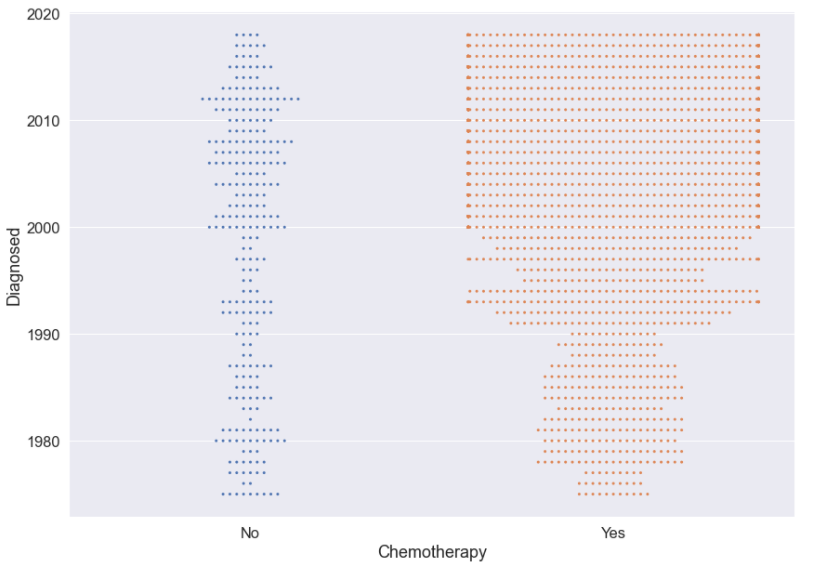 2020
2010
2000
1990
1980
Diagnosed
No
Yes
Chemotherapy